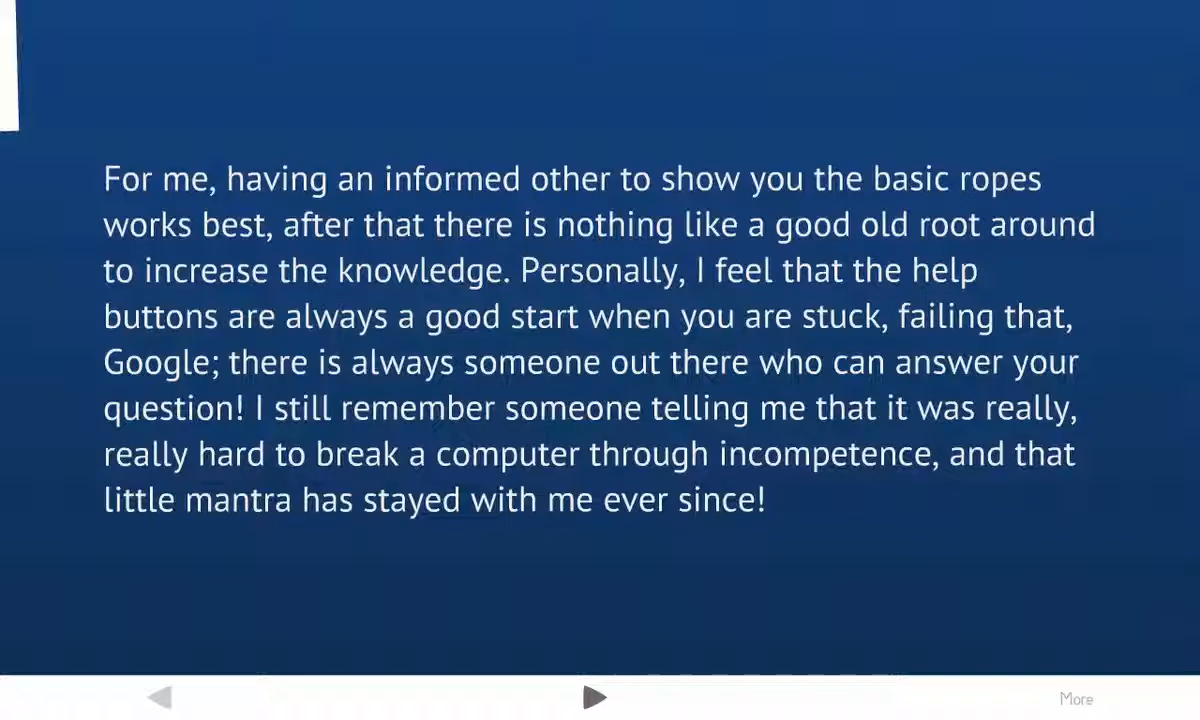 For me, having an informed other to show you the basic ropes
works best, after that there is nothing like a good old root around
to increase the knowledge. Personally, I feel that the help
buttons are always a good start when you are stuck, failing that,
Google; there is always someone out there who can answer your
question! I still remember someone telling me that it was really,
really hard to break a computer through incompetence, and that
little mantra has stayed with me ever since!
More